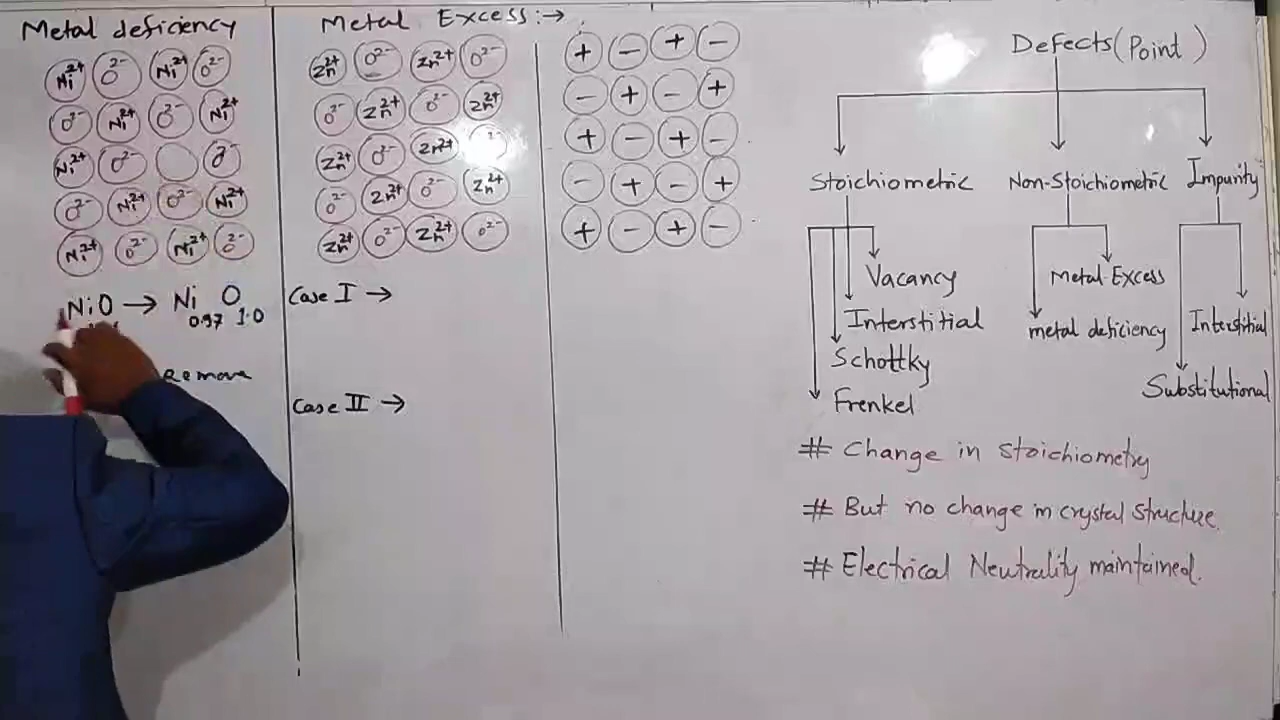 Metal deficiency
Ni2+ O2- Ni2+ O2-
O2- Ni2+ O2- Ni2+
Ni2+ O2- O2-
O2- Ni2+ O2- Ni2+
Ni2+ O2- Ni2+ O2-
NiO → Ni0.97 O1.0
Remove
Metal Excess:→
Zn2+ O2- Zn2+ O2-
O2- Zn2+ O2- Zn2+
Zn2+ O2- Zn2+ O2-
O2- Zn2+ O2- Zn2+
Zn2+ O2- Zn2+ O2-
Case I →
Case II →
+ - + -
- + - +
+ - + -
- + - +
+ - + -
Defects(Point)
Stoichiometric Non-Stoichiometric Impurity
Vacancy
Interstitial
Schottky
Frenkel
Metal Excess
metal deficiency
Interstitial
Substitutional
# Change in stoichiometry
# But no change in crystal structure.
# Electrical Neutrality maintained.